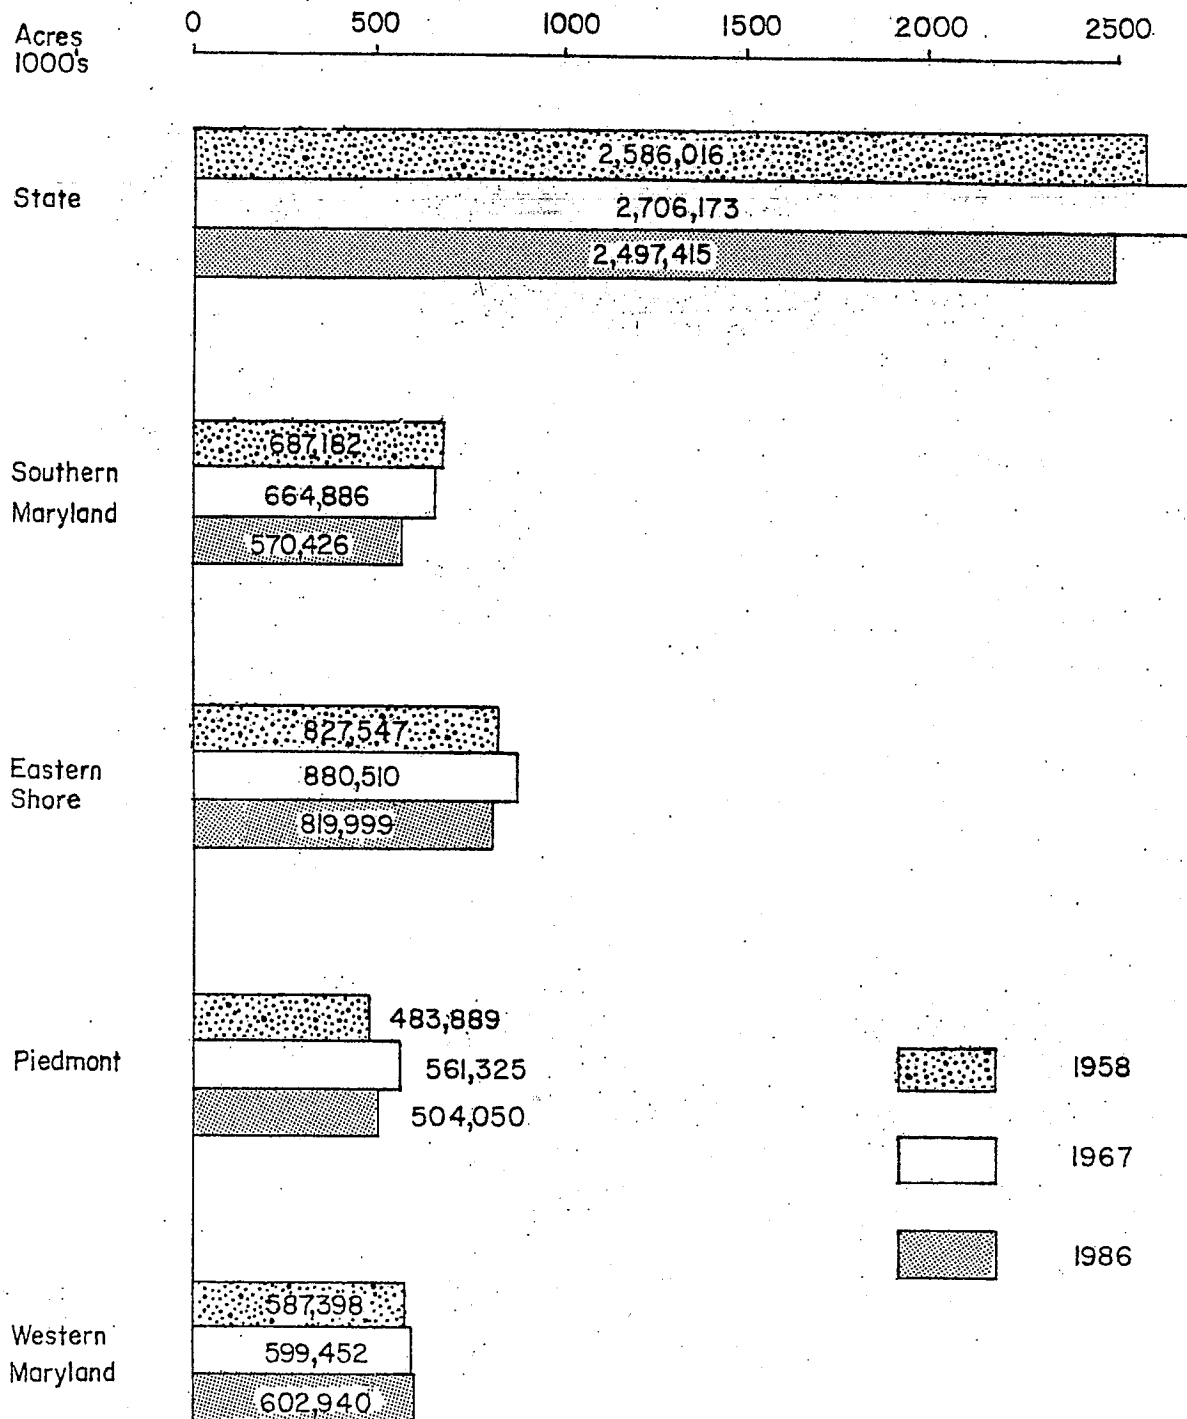 0 500 1000 1500 2000 2500
Acres
1000's
2,586,016
State
2,706,173
2,497,415
687,182
Southern
664,886
Maryland
570,426
827,547
Eastern
880,510
Shore
819,999
483,889
Piedmont
561,325
1958
504,050
1967
1986
587,398
Western
599,452
Maryland
602,940